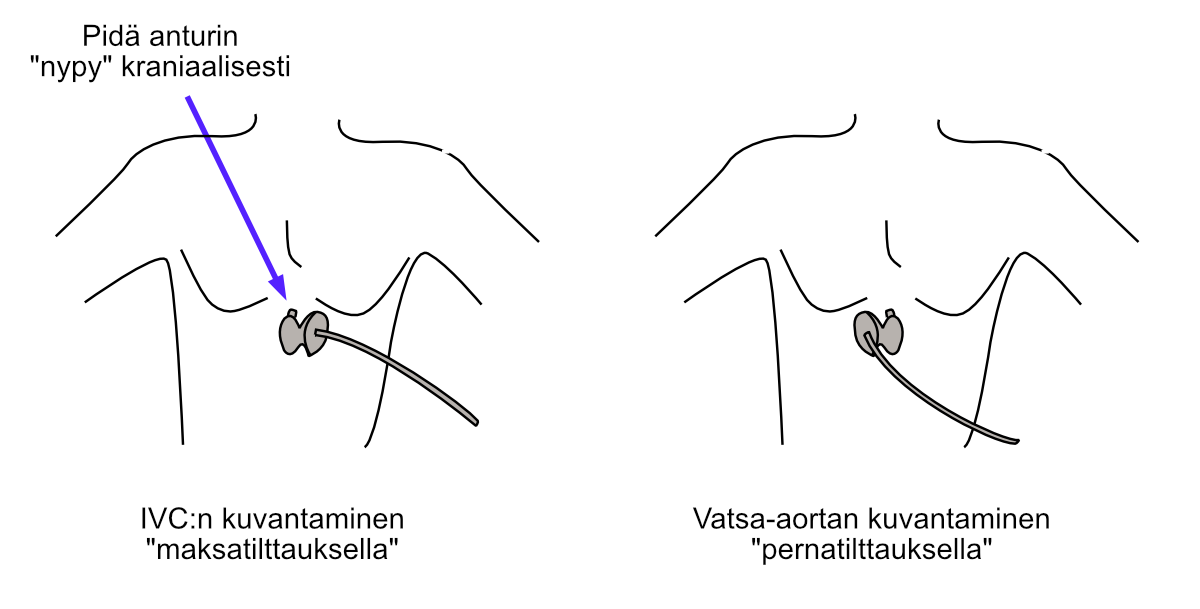 Pidä anturin
"nypy" kraniaalisesti
IVC:n kuvantaminen
"maksatilttauksella"
Vatsa-aortan kuvantaminen
"pernatilttauksella"